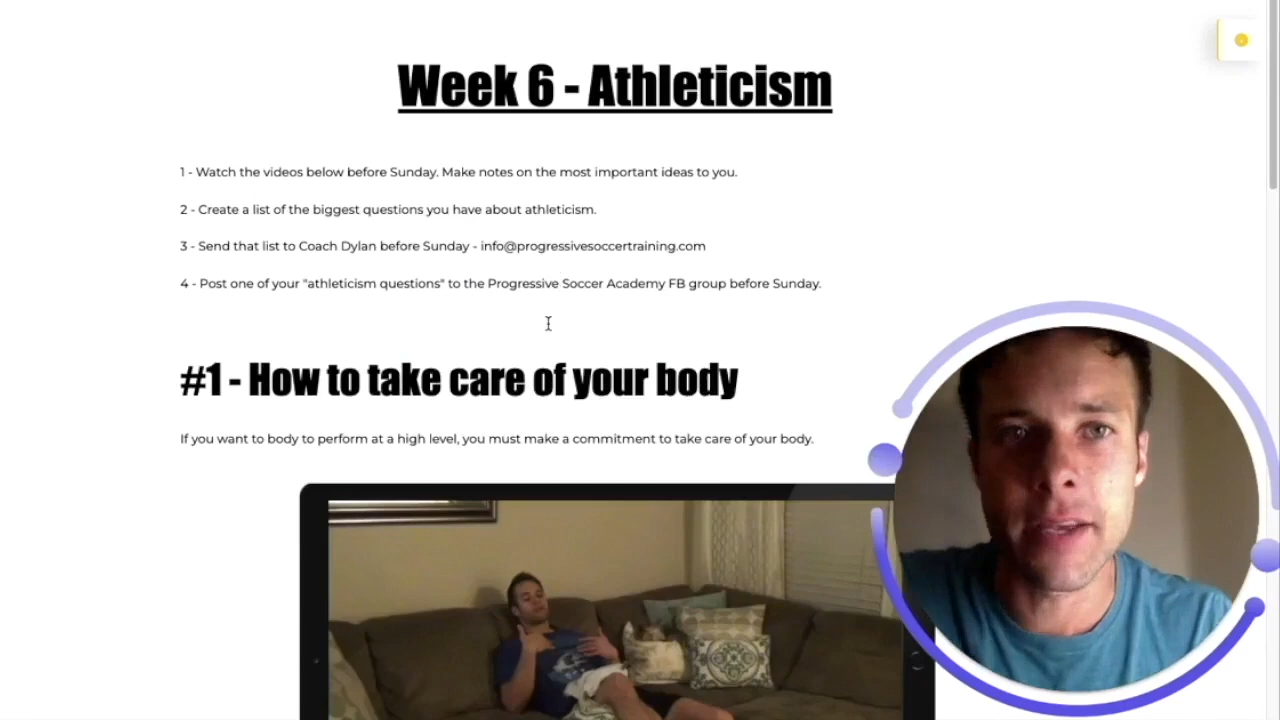 Week 6 - Athleticism
1 - Watch the videos below before Sunday. Make notes on the most important ideas to you.
2 - Create a list of the biggest questions you have about athleticism.
3 - Send that list to Coach Dylan before Sunday - info@progressivesoccertraining.com
4 - Post one of your "athleticism questions" to the Progressive Soccer Academy FB group before Sunday.
#1 - How to take care of your body
If you want to body to perform at a high level, you must make a commitment to take care of your body.